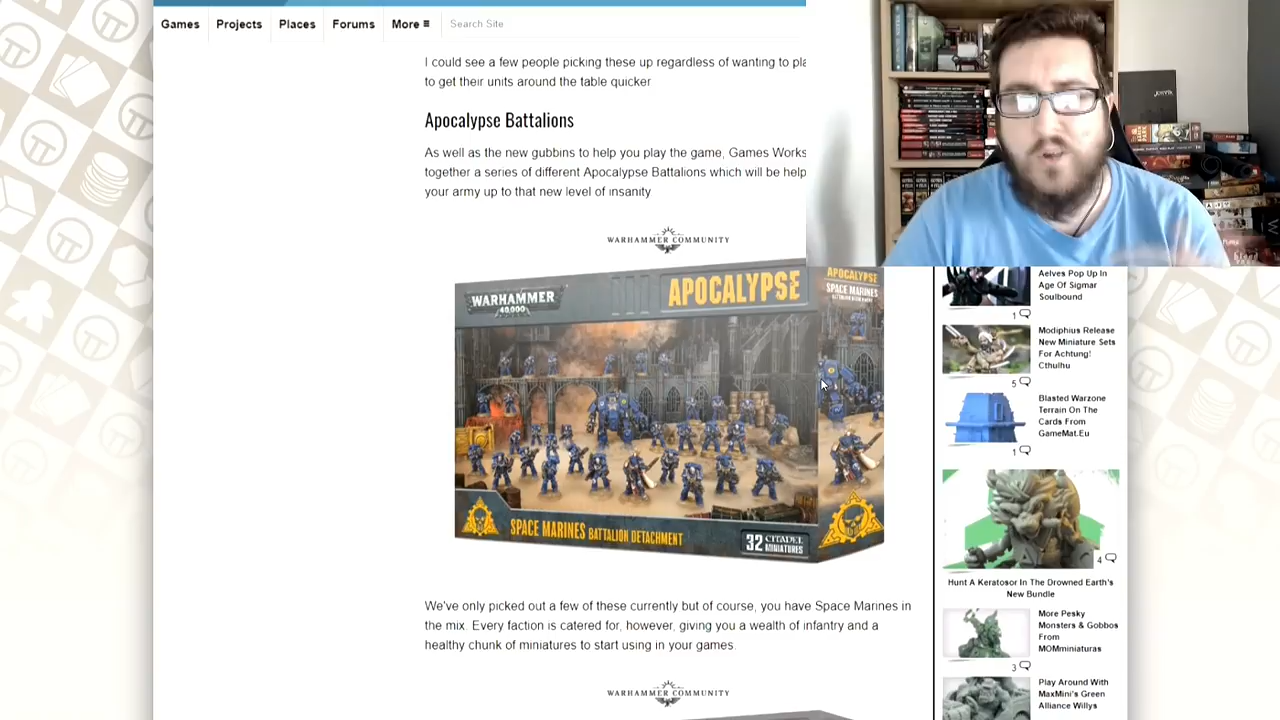 Games
Projects
Places
Forums
More ≡
Search Site
I could see a few people picking these up regardless of wanting to pla
to get their units around the table quicker
Apocalypse Battalions
As well as the new gubbins to help you play the game, Games Works
together a series of different Apocalypse Battalions which will be help
your army up to that new level of insanity
WARHAMMER COMMUNITY
WARHAMMER
40,000
APOCALYPSE
APOCALYPSE
SPACE MARINES
SPACE MARINES BATTALION DETACHMENT
32 CITADEL
MINIATURES
We've only picked out a few of these currently but of course, you have Space Marines in
the mix. Every faction is catered for, however, giving you a wealth of infantry and a
healthy chunk of miniatures to start using in your games.
WARHAMMER COMMUNITY
Aelves Pop Up In
Age Of Sigmar
Soulbound
1
Modiphius Release
New Miniature Sets
For Achtung!
Cthulhu
5
Blasted Warzone
Terrain On The
Cards From
GameMat.Eu
1
4
Hunt A Keratosor In The Drowned Earth's
New Bundle
More Pesky
Monsters & Gobbos
From
MOMminiaturas
3
Play Around With
MaxMini's Green
Alliance Willys